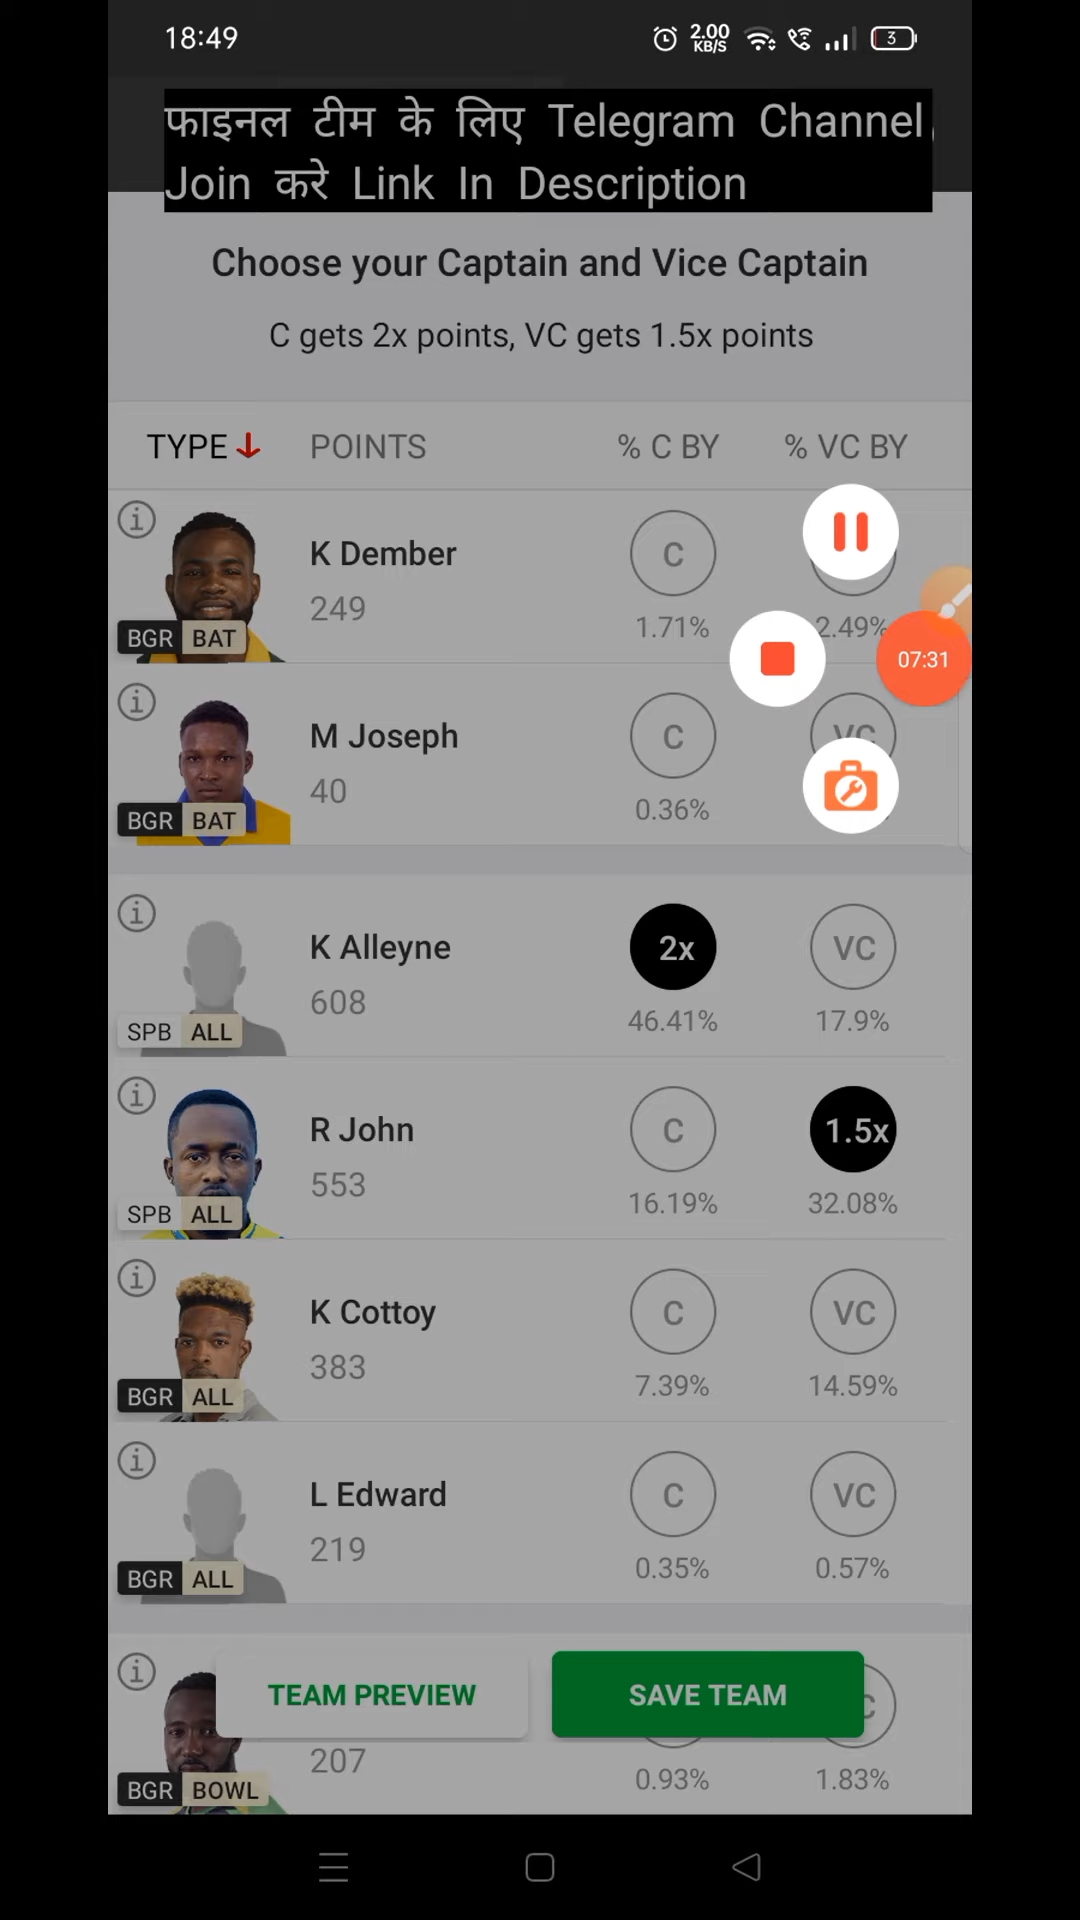 18:49
2.00
KB/S
3
फाइनल टीम के लिए Telegram Channel
Join करे Link In Description
Choose your Captain and Vice Captain
C gets 2x points, VC gets 1.5x points
TYPE POINTS % C BY % VC BY
K Dember
C
249
1.71%
2.49%
BGR BAT
07:31
M Joseph
C
VC
40
0.36%
BGR BAT
K Alleyne
2x
VC
608
46.41%
17.9%
SPB ALL
R John
C
1.5x
553
16.19%
32.08%
SPB ALL
K Cottoy
C
VC
383
7.39%
14.59%
BGR ALL
L Edward
C
VC
219
0.35%
0.57%
BGR ALL
TEAM PREVIEW
SAVE TEAM
C
207
0.93%
1.83%
BGR BOWL